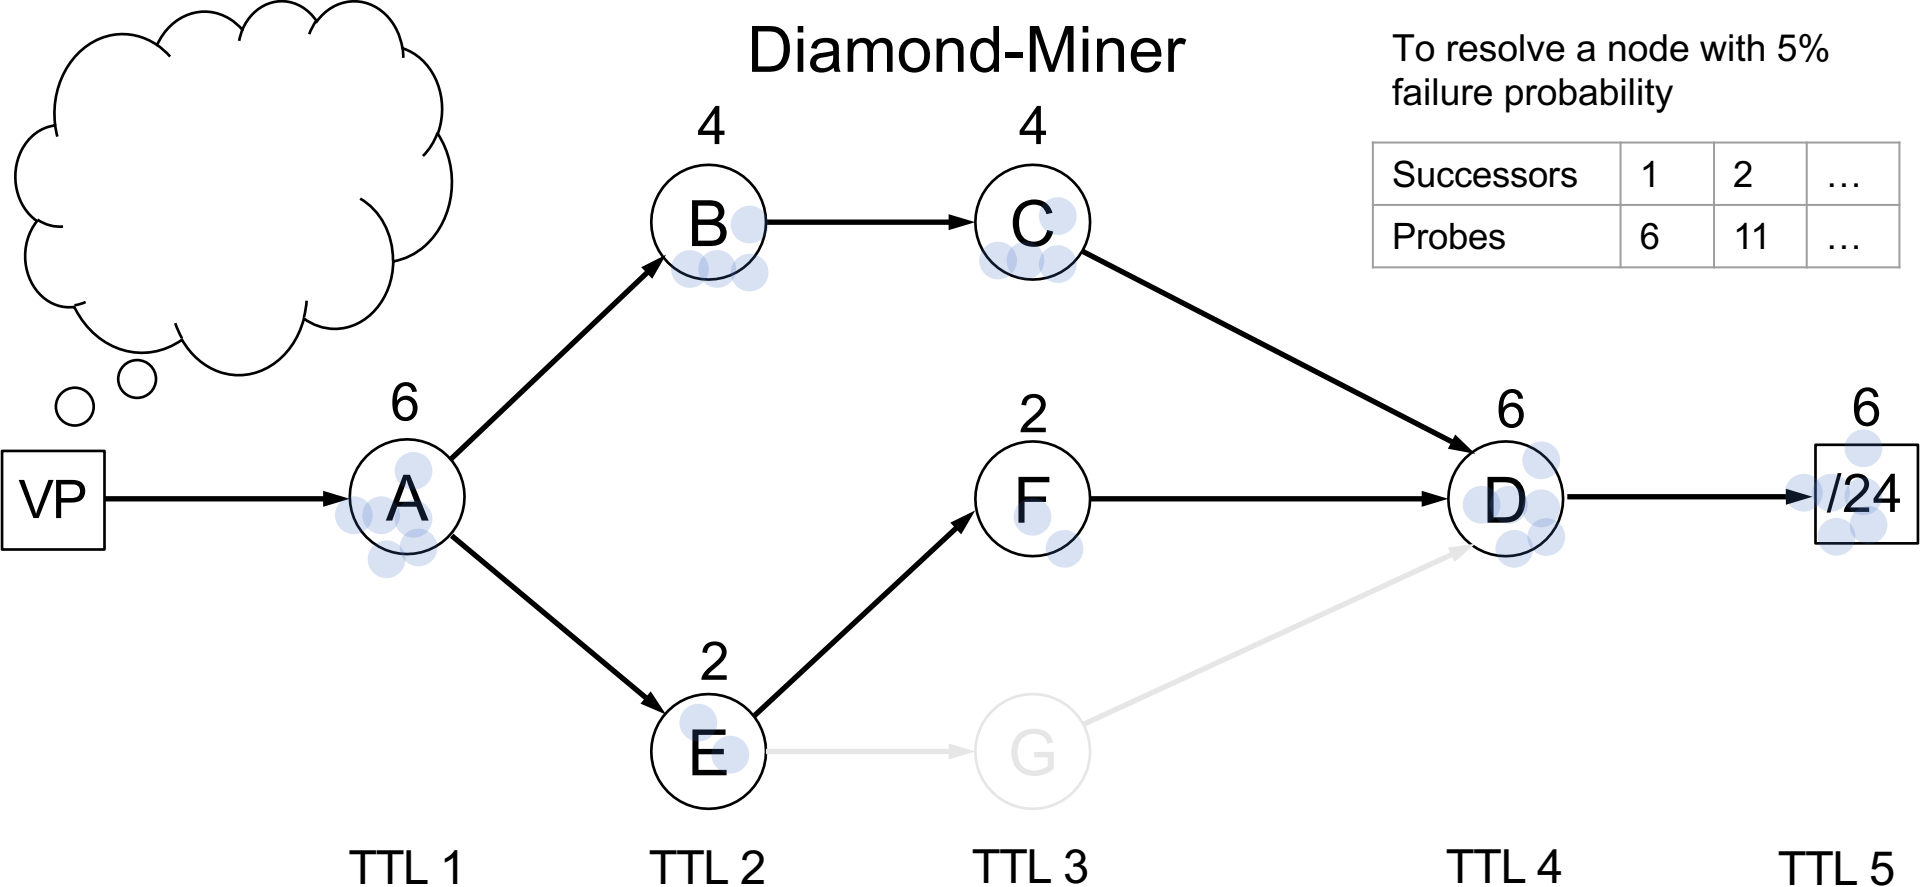 Diamond-Miner
To resolve a node with 5%
failure probability
Successors 1 2 ...
Probes 6 11 ...
4 4
B C
6 2 6 6
VP A F D /24
2
E G
TTL 1 TTL 2 TTL 3 TTL 4 TTL 5